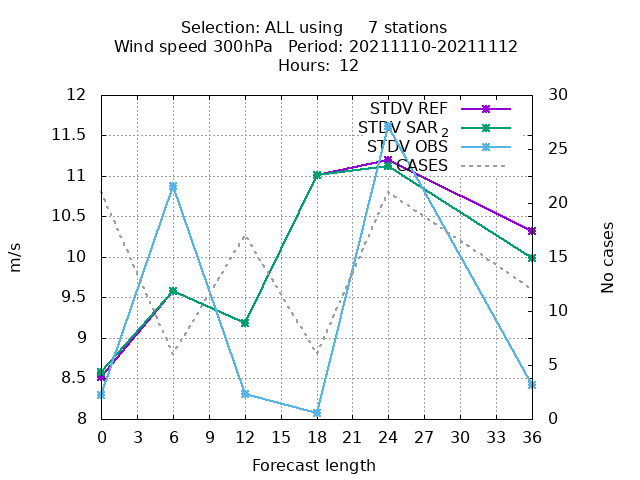 Selection: ALL using 7 stations
Wind speed 300hPa Period: 20211110-20211112
Hours: 12
STDV REF
STDV SAR 2
STDV OBS
CASES
12
11.5
11
10.5
10
9.5
9
8.5
8
m/s
30
25
20
15
10
5
0
No cases
0 3 6 9 12 15 18 21 24 27 30 33 36
Forecast length